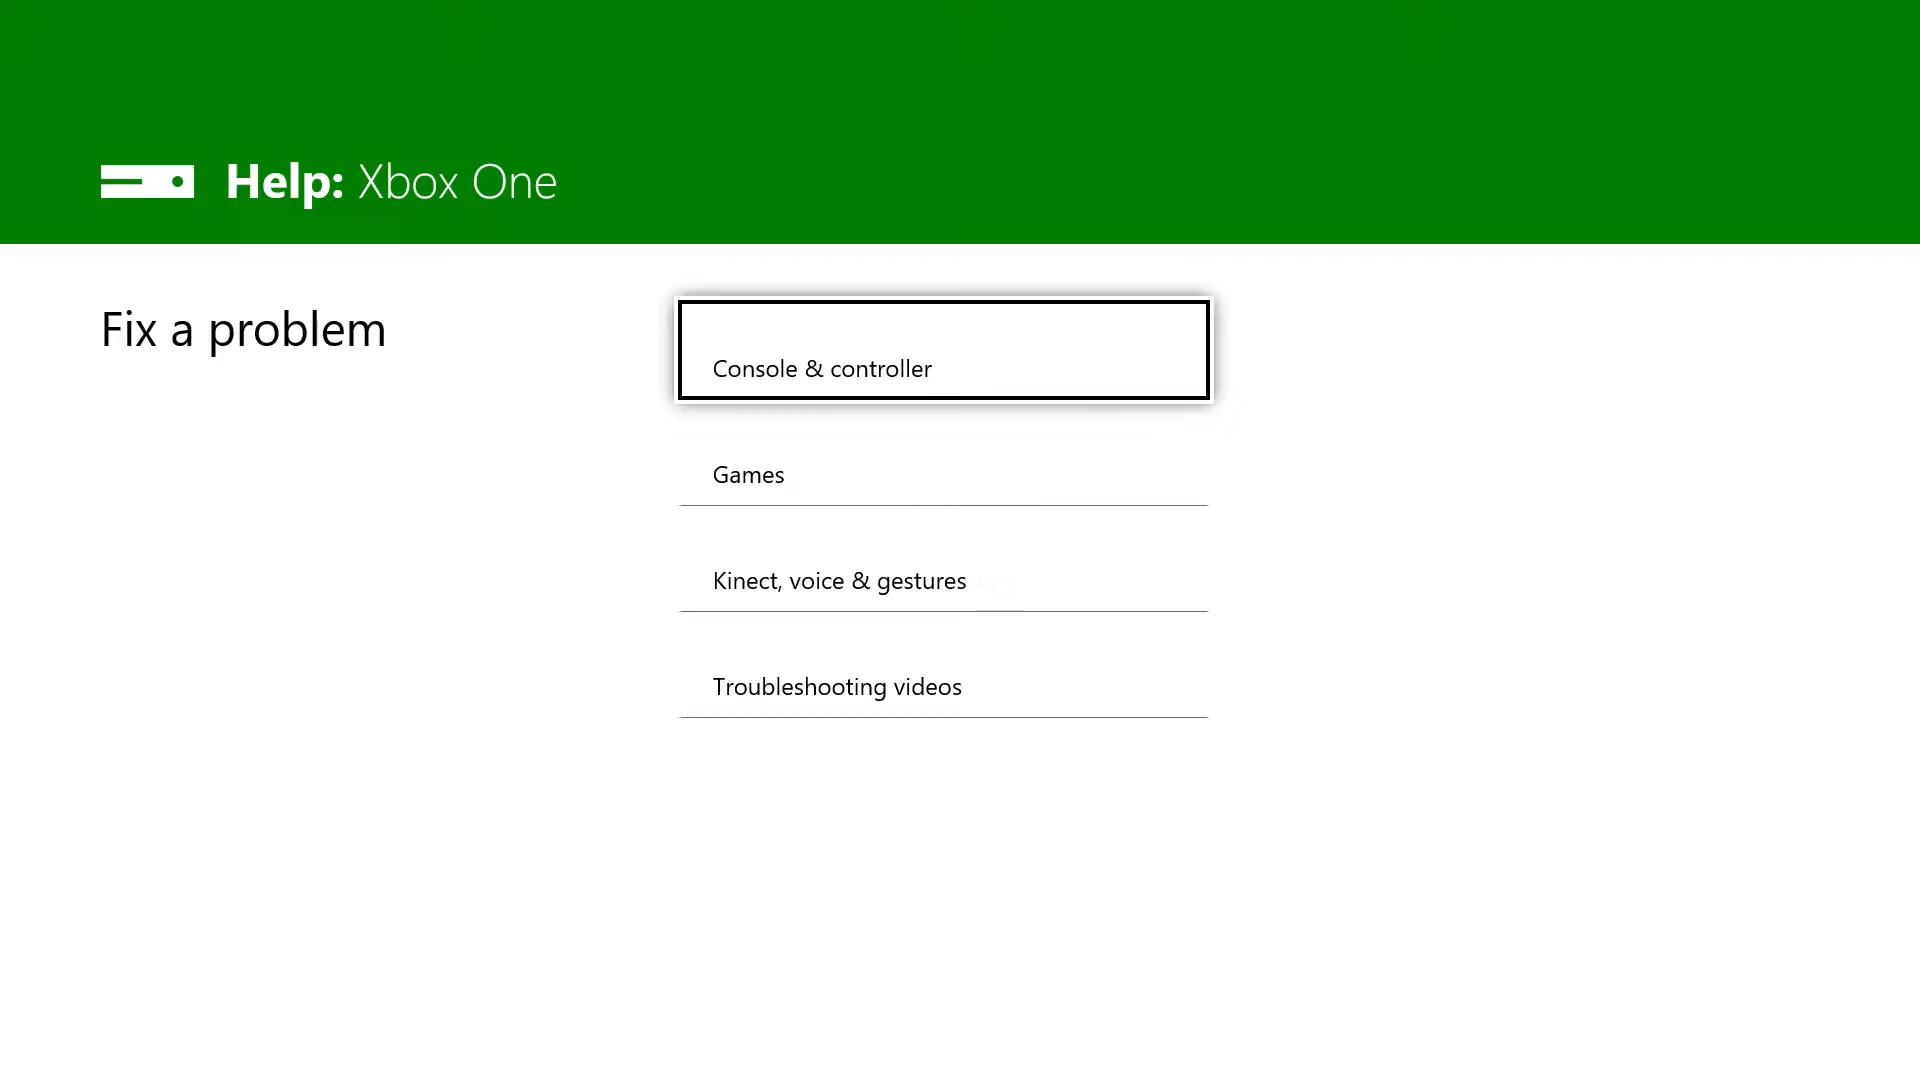 Help: Xbox One
Fix a problem
Console & controller
Games
Kinect, voice & gestures
Troubleshooting videos